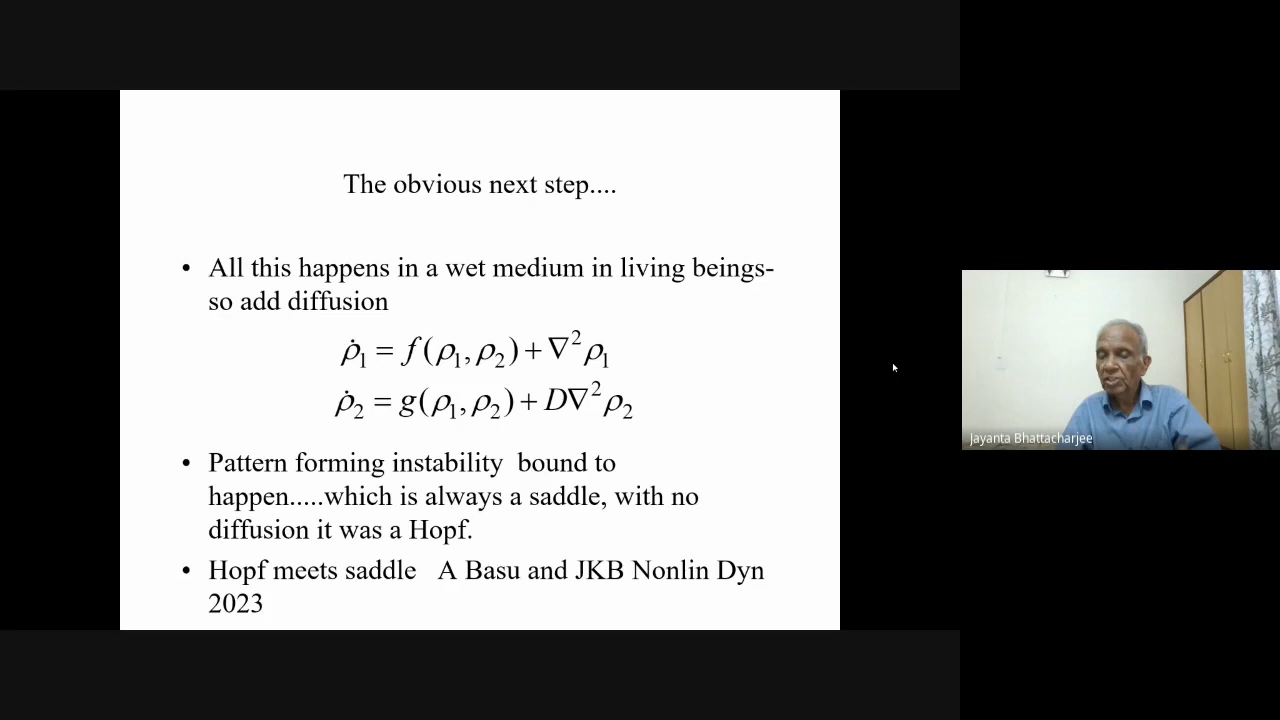 The obvious next step....
• All this happens in a wet medium in living beings-
so add diffusion
ρ̇₁ = f(ρ₁,ρ₂)+∇²ρ₁
ρ̇₂ = g(ρ₁,ρ₂)+D∇²ρ₂
• Pattern forming instability bound to
happen.....which is always a saddle, with no
diffusion it was a Hopf.
• Hopf meets saddle A Basu and JKB Nonlin Dyn
2023
Jayanta Bhattacharjee